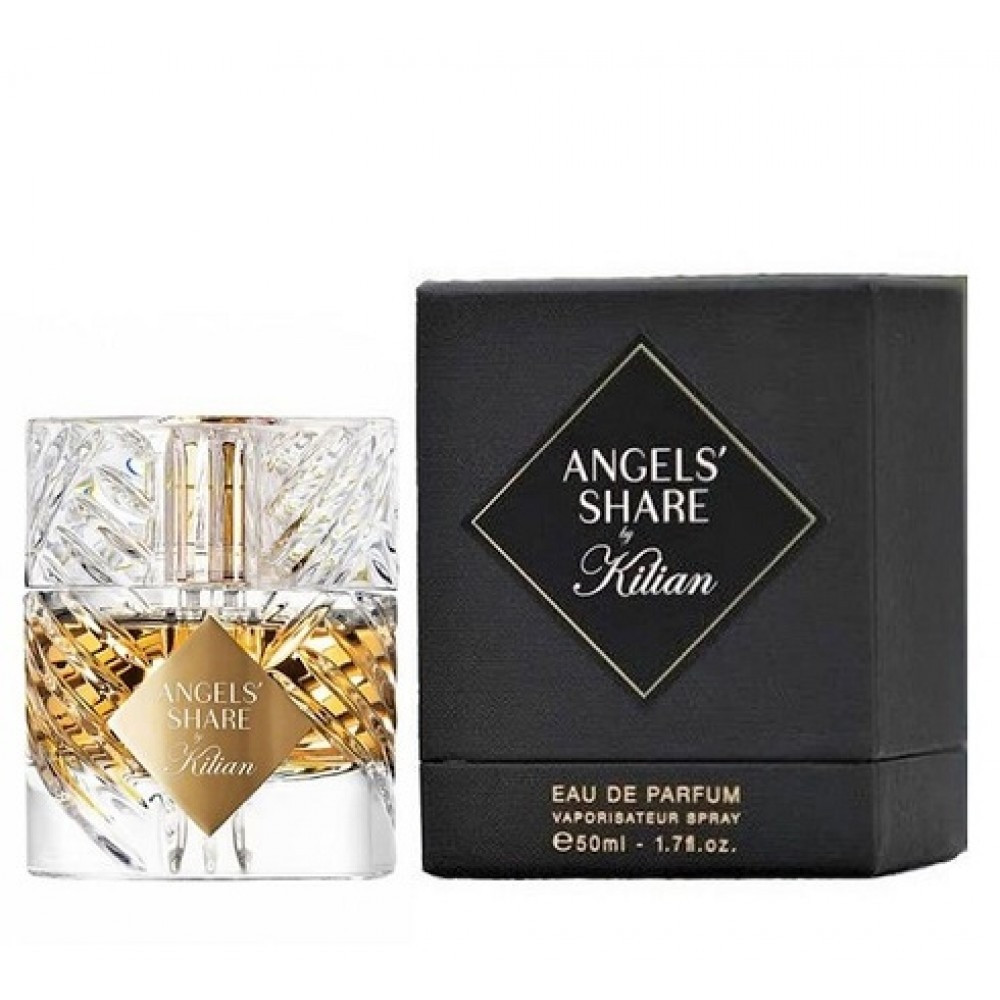 ANGELS'
SHARE
by
Kilian
ANGELS'
SHARE
by
Kilian
EAU DE PARFUM
VAPORISATEUR SPRAY
℮50ml - 1.7fl.oz.